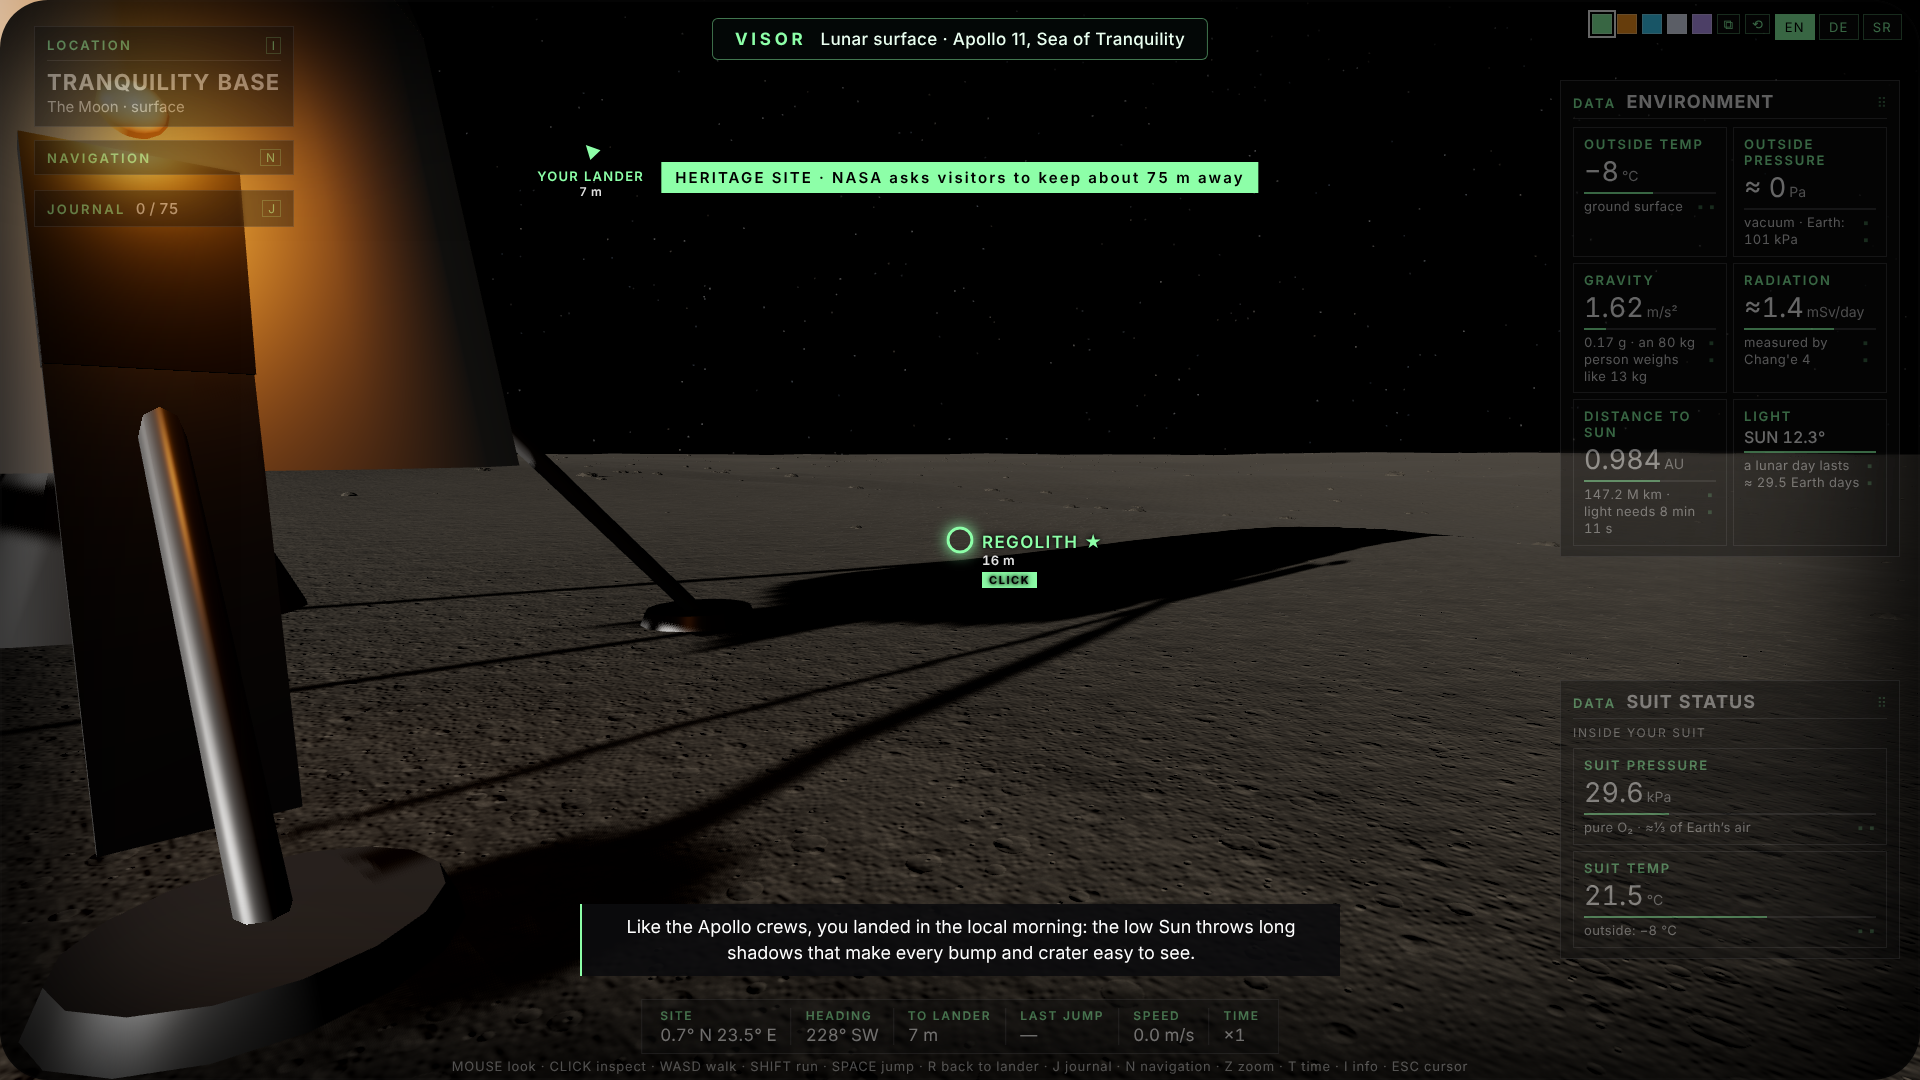 LOCATION I
TRANQUILITY BASE
The Moon · surface
NAVIGATION N
JOURNAL 0 / 75 J
VISOR Lunar surface · Apollo 11, Sea of Tranquility
EN DE SR
YOUR LANDER
7 m
HERITAGE SITE · NASA asks visitors to keep about 75 m away
DATA ENVIRONMENT
OUTSIDE TEMP
−8 °C
ground surface
OUTSIDE
PRESSURE
≈ 0 Pa
vacuum · Earth:
101 kPa
GRAVITY
1.62 m/s²
0.17 g · an 80 kg
person weighs
like 13 kg
RADIATION
≈1.4 mSv/day
measured by
Chang'e 4
DISTANCE TO
SUN
0.984 AU
147.2 M km ·
light needs 8 min
11 s
LIGHT
SUN 12.3°
a lunar day lasts
≈ 29.5 Earth days
REGOLITH ★
16 m
CLICK
DATA SUIT STATUS
INSIDE YOUR SUIT
SUIT PRESSURE
29.6 kPa
pure O₂ · ≈⅓ of Earth's air
SUIT TEMP
21.5 °C
outside: −8 °C
Like the Apollo crews, you landed in the local morning: the low Sun throws long
shadows that make every bump and crater easy to see.
SITE HEADING TO LANDER LAST JUMP SPEED TIME
0.7° N 23.5° E 228° SW 7 m — 0.0 m/s ×1
MOUSE look · CLICK inspect · WASD walk · SHIFT run · SPACE jump · R back to lander · J journal · N navigation · Z zoom · T time · I info · ESC cursor